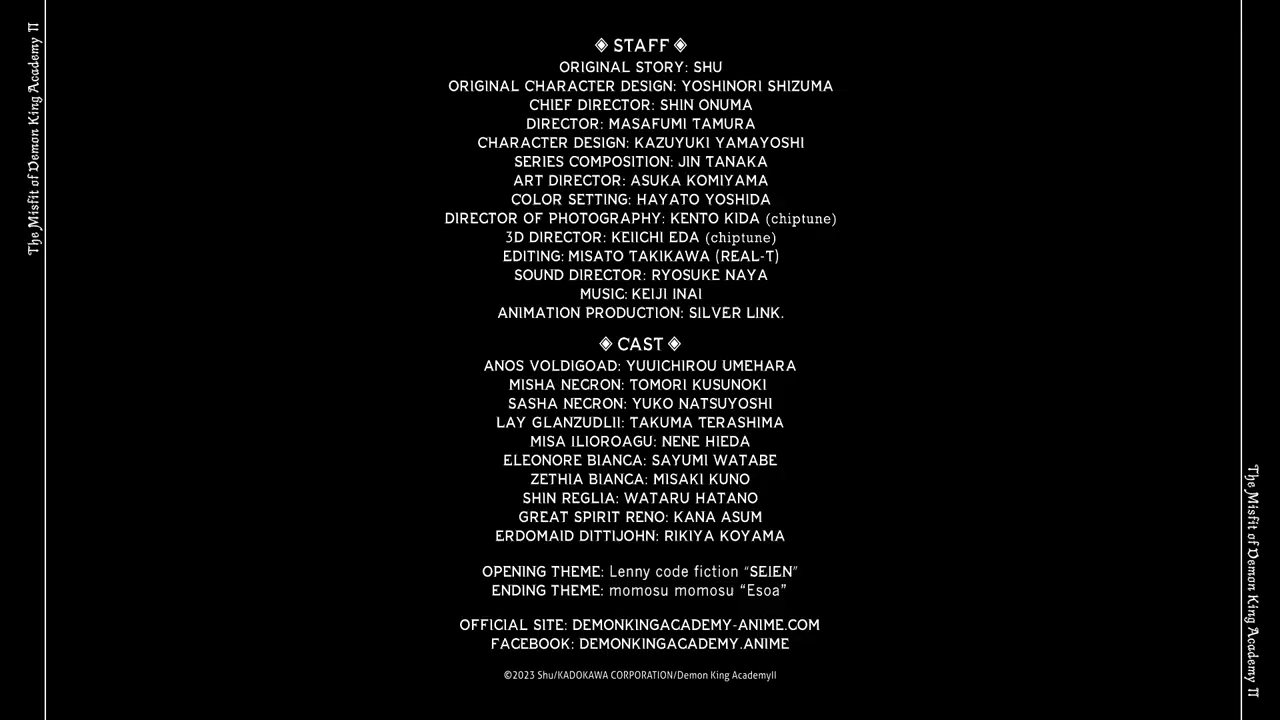 The Misfit of Demon King Academy II
◈ STAFF ◈
ORIGINAL STORY: SHU
ORIGINAL CHARACTER DESIGN: YOSHINORI SHIZUMA
CHIEF DIRECTOR: SHIN ONUMA
DIRECTOR: MASAFUMI TAMURA
CHARACTER DESIGN: KAZUYUKI YAMAYOSHI
SERIES COMPOSITION: JIN TANAKA
ART DIRECTOR: ASUKA KOMIYAMA
COLOR SETTING: HAYATO YOSHIDA
DIRECTOR OF PHOTOGRAPHY: KENTO KIDA (chiptune)
3D DIRECTOR: KEIICHI EDA (chiptune)
EDITING: MISATO TAKIKAWA (REAL-T)
SOUND DIRECTOR: RYOSUKE NAYA
MUSIC: KEIJI INAI
ANIMATION PRODUCTION: SILVER LINK.
◈ CAST ◈
ANOS VOLDIGOAD: YUUICHIROU UMEHARA
MISHA NECRON: TOMORI KUSUNOKI
SASHA NECRON: YUKO NATSUYOSHI
LAY GLANZUDLII: TAKUMA TERASHIMA
MISA ILIOROAGU: NENE HIEDA
ELEONORE BIANCA: SAYUMI WATABE
ZETHIA BIANCA: MISAKI KUNO
SHIN REGLIA: WATARU HATANO
GREAT SPIRIT RENO: KANA ASUM
ERDOMAID DITTIJOHN: RIKIYA KOYAMA
OPENING THEME: Lenny code fiction “SEIEN”
ENDING THEME: momosu momosu “Esoa”
OFFICIAL SITE: DEMONKINGACADEMY-ANIME.COM
FACEBOOK: DEMONKINGACADEMY.ANIME
©2023 Shu/KADOKAWA CORPORATION/Demon King AcademyII
The Misfit of Demon King Academy II